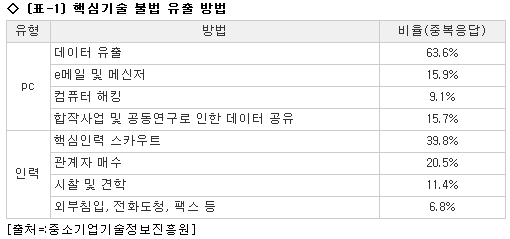 ◇ [표-1] 핵심기술 불법 유출 방법
유형 방법 비율(중복응답)
pc 데이터 유출 63.6%
e메일 및 메신저 15.9%
컴퓨터 해킹 9.1%
합작사업 및 공동연구로 인한 데이터 공유 15.7%
인력 핵심인력 스카우트 39.8%
관계자 매수 20.5%
시찰 및 견학 11.4%
외부침입, 전화도청, 팩스 등 6.8%
[출처=:중소기업기술정보진흥원]